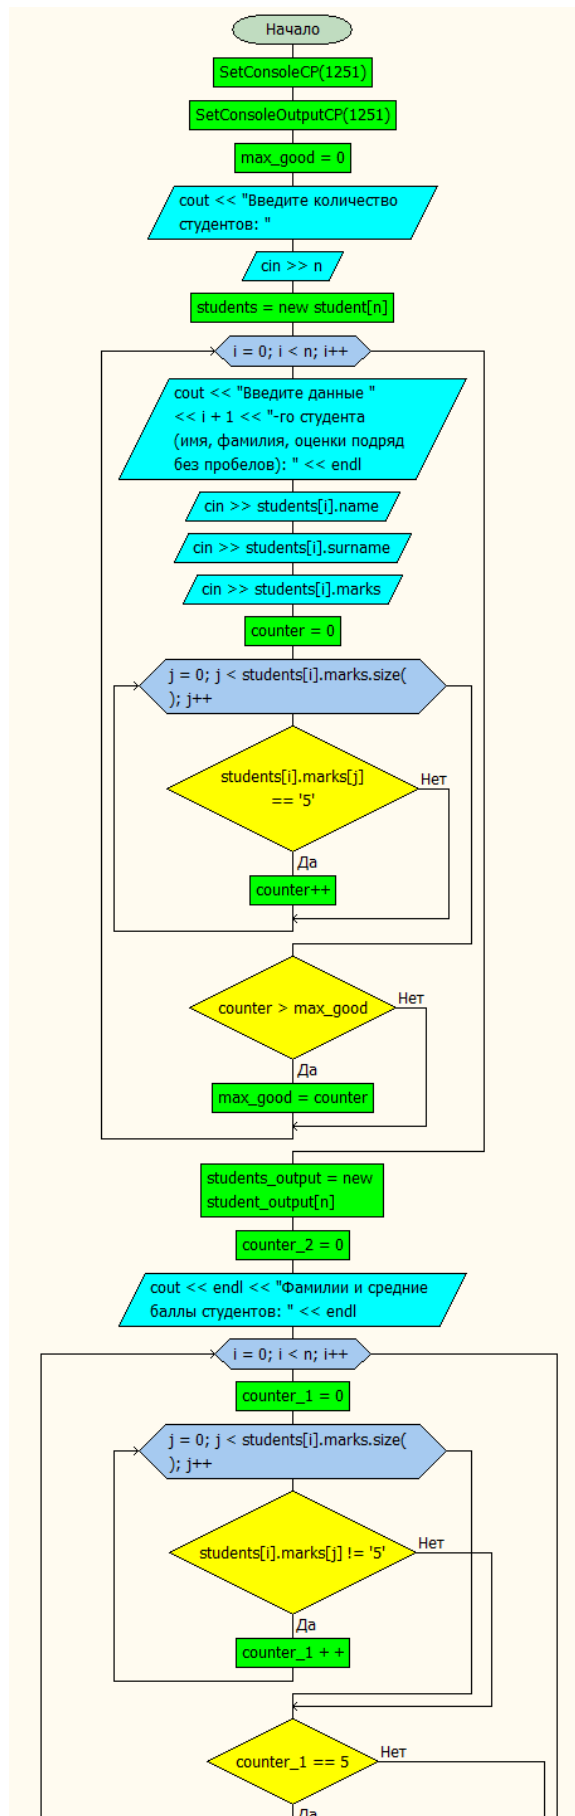 Начало
SetConsoleCP(1251)
SetConsoleOutputCP(1251)
max_good = 0
cout << "Введите количество
студентов: "
cin >> n
students = new student[n]
i = 0; i < n; i++
cout << "Введите данные "
<< i + 1 << "-го студента
(имя, фамилия, оценки подряд
без пробелов): " << endl
cin >> students[i].name
cin >> students[i].surname
cin >> students[i].marks
counter = 0
j = 0; j < students[i].marks.size(
); j++
students[i].marks[j]
== '5'
Нет
Да
counter++
counter > max_good
Нет
Да
max_good = counter
students_output = new
student_output[n]
counter_2 = 0
cout << endl << "Фамилии и средние
баллы студентов: " << endl
i = 0; i < n; i++
counter_1 = 0
j = 0; j < students[i].marks.size(
); j++
students[i].marks[j] != '5'
Нет
Да
counter_1 + +
counter_1 == 5
Нет
Да